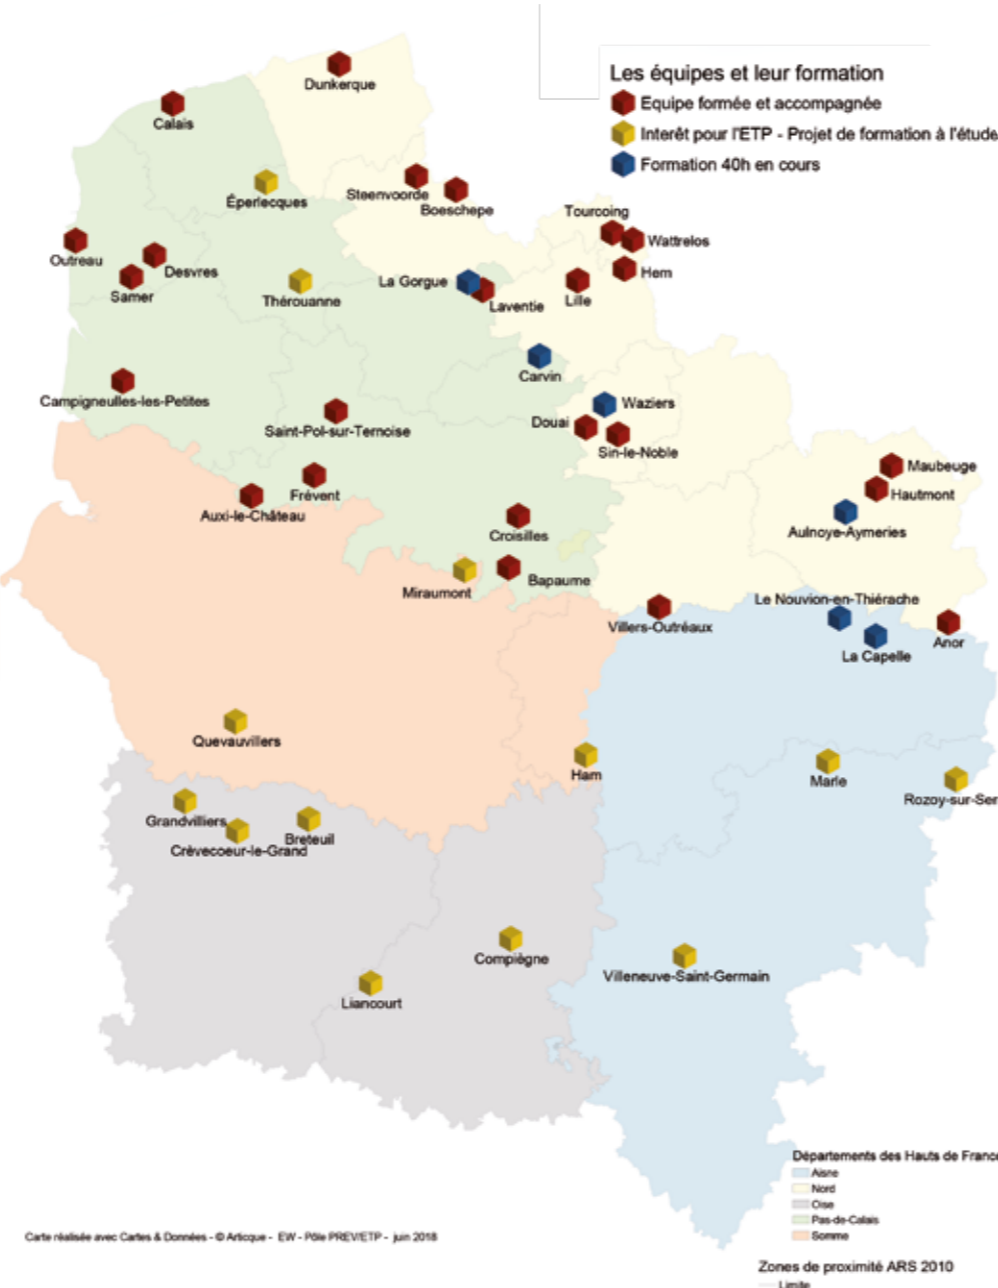 Les équipes et leur formation
Equipe formée et accompagnée
Interêt pour l'ETP - Projet de formation à l'étude
Formation 40h en cours
Dunkerque
Calais
Éperlecques
Steenvoorde
Boeschepe
Tourcoing
Wattrelos
Outreau
Desvres
Samer
Thérouanne
La Gorgue
Laventie
Hem
Lille
Carvin
Campigneulles-les-Petites
Waziers
Douai
Sin-le-Noble
Saint-Pol-sur-Ternoise
Maubeuge
Hautmont
Frévent
Auxi-le-Château
Croisilles
Aulnoye-Aymeries
Miraumont
Bapaume
Le Nouvion-en-Thiérache
Villers-Outréaux
La Capelle
Anor
Quevauvillers
Ham
Marle
Rozoy-sur-Ser
Grandvilliers
Crèvecoeur-le-Grand
Breteuil
Compiègne
Villeneuve-Saint-Germain
Liancourt
Départements des Hauts de France
Aisne
Nord
Oise
Pas-de-Calais
Somme
Carte réalisée avec Cartes & Données - © Articque - EW - Pôle PREV/ETP - juin 2018
Zones de proximité ARS 2010
Limite